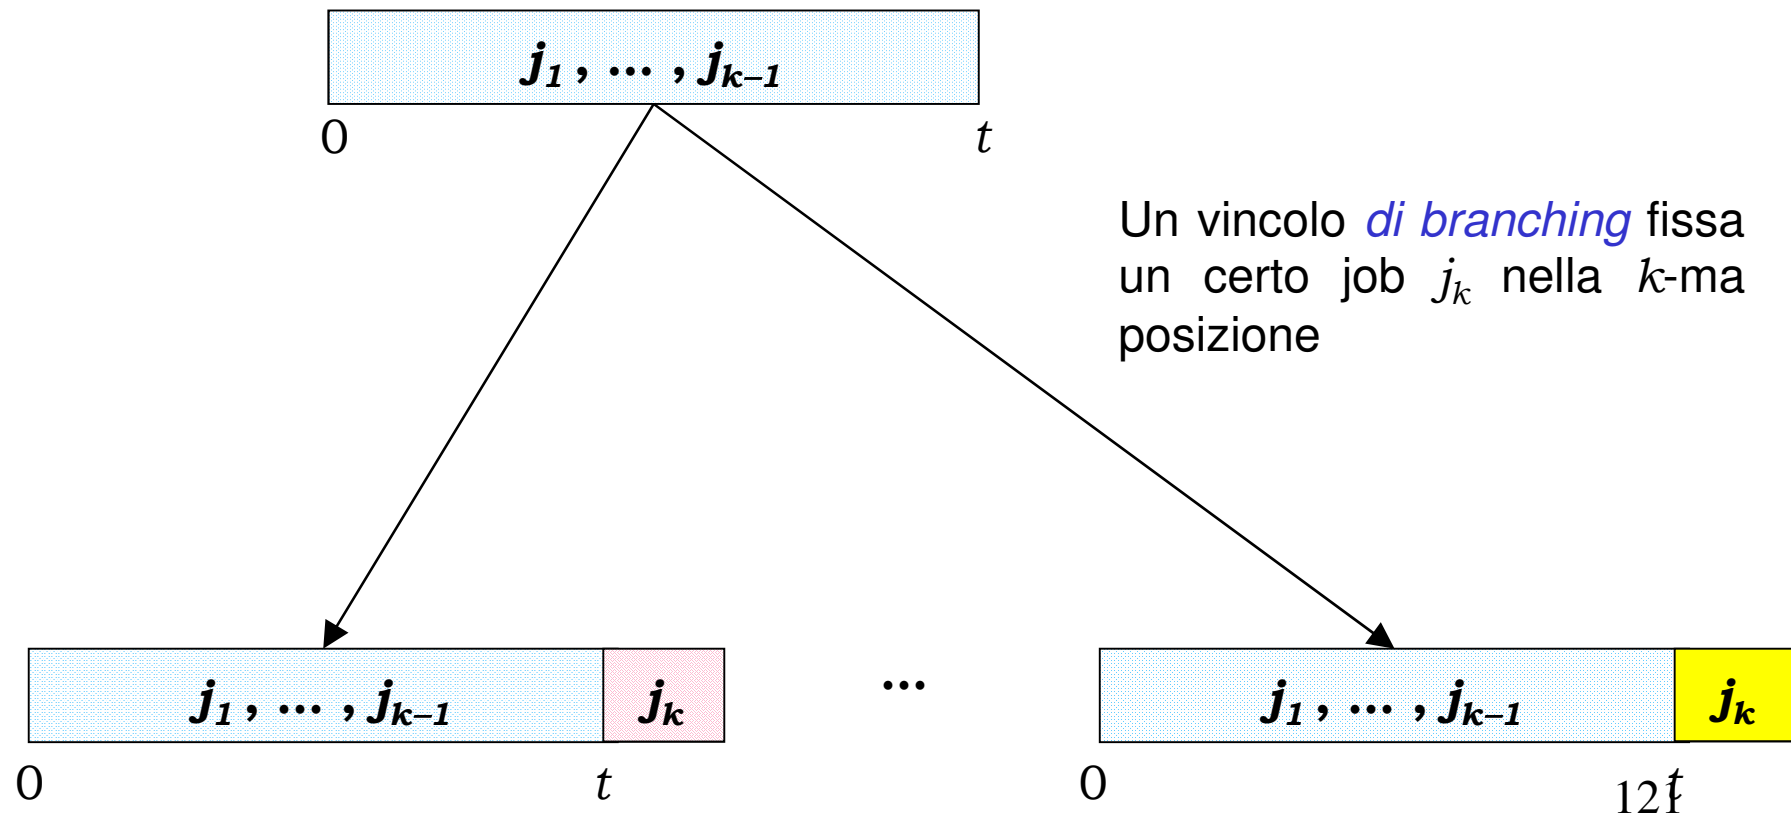 j₁ , ... , jₖ₋₁
0 t
Un vincolo di branching fissa
un certo job jₖ nella k-ma
posizione
j₁ , ... , jₖ₋₁ jₖ ... j₁ , ... , jₖ₋₁ jₖ
0 t 0 t
121